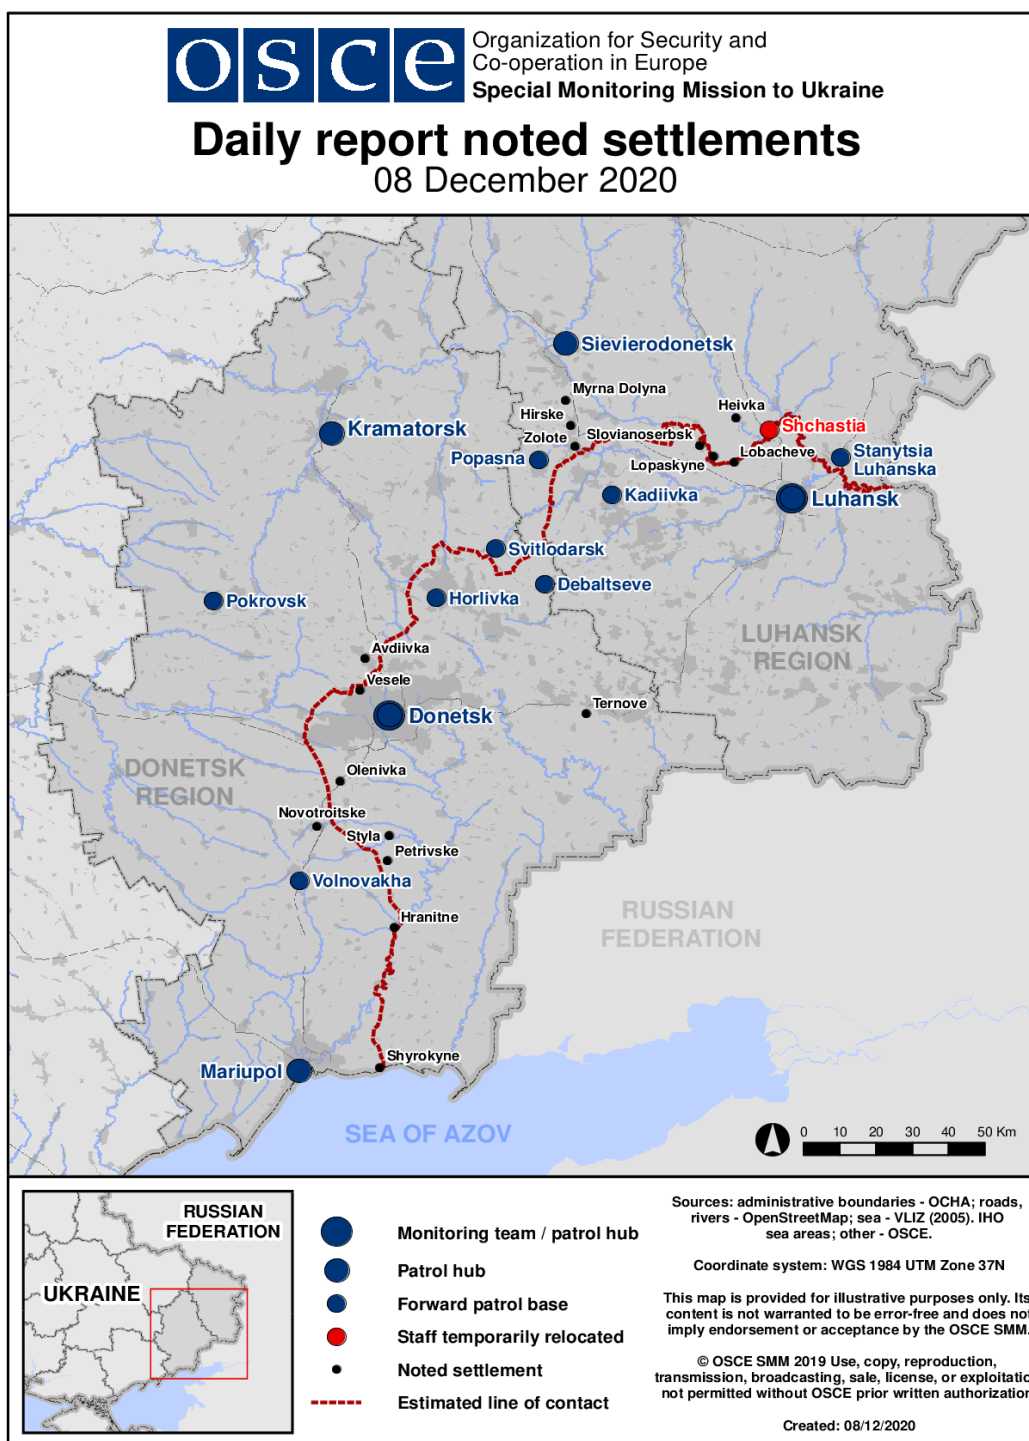 osce
Organization for Security and
Co-operation in Europe
Special Monitoring Mission to Ukraine
Daily report noted settlements
08 December 2020
Sievierodonetsk
Myrna Dolyna
Hirske
Heivka
Kramatorsk
Zolote
Slovianoserbsk
Shchastia
Popasna
Lopaskyne
Lobacheve
Stanytsia
Luhanska
Kadiivka
Luhansk
Svitlodarsk
Debaltseve
Pokrovsk
Horlivka
LUHANSK
REGION
Avdiivka
Vesele
Ternove
Donetsk
DONETSK
REGION
Olenivka
Novotroitske
Styla
Petrivske
Volnovakha
Hranitne
RUSSIAN
FEDERATION
Shyrokyne
Mariupol
SEA OF AZOV
0 10 20 30 40 50 Km
RUSSIAN
FEDERATION
UKRAINE
Monitoring team / patrol hub
Patrol hub
Forward patrol base
Staff temporarily relocated
Noted settlement
Estimated line of contact
Sources: administrative boundaries - OCHA; roads,
rivers - OpenStreetMap; sea - VLIZ (2005). IHO
sea areas; other - OSCE.
Coordinate system: WGS 1984 UTM Zone 37N
This map is provided for illustrative purposes only. Its
content is not warranted to be error-free and does not
imply endorsement or acceptance by the OSCE SMM.
© OSCE SMM 2019 Use, copy, reproduction,
transmission, broadcasting, sale, license, or exploitatio
not permitted without OSCE prior written authorization
Created: 08/12/2020